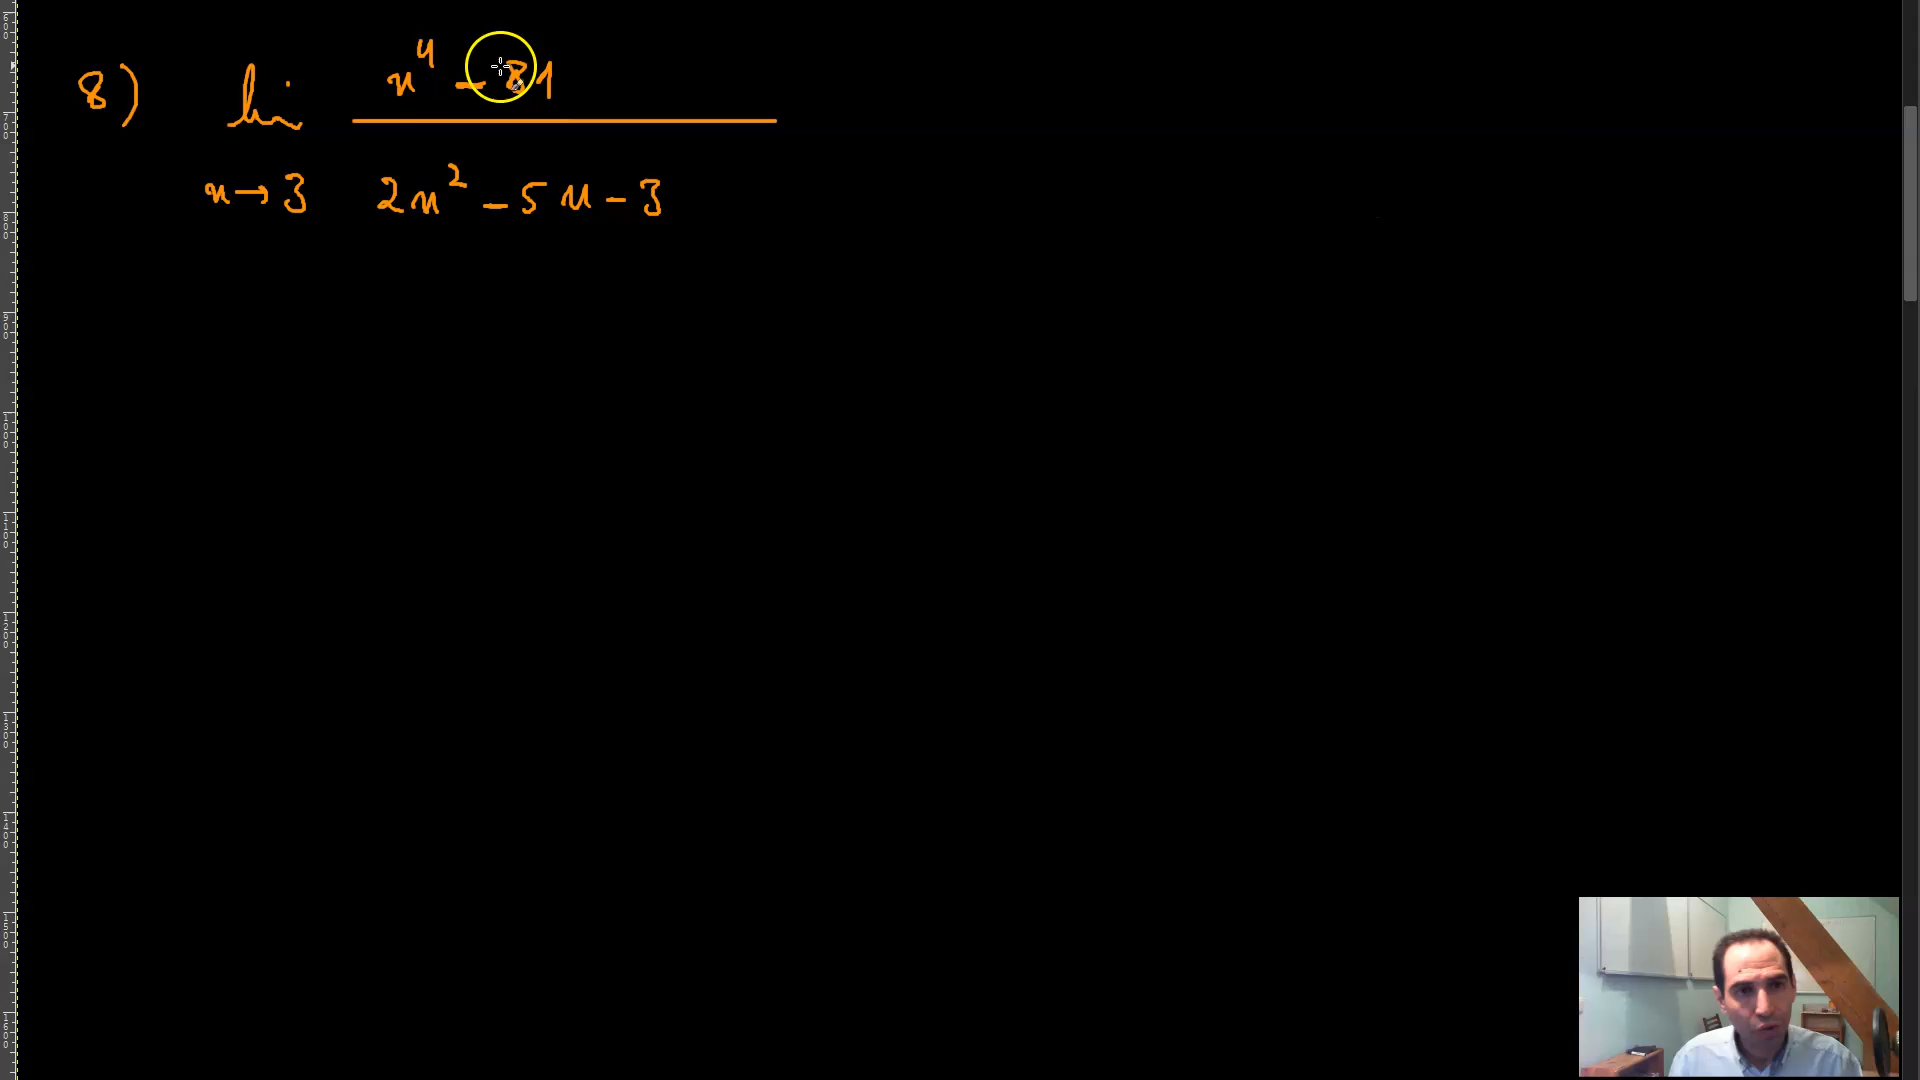 8) lim x⁴ - 81
x → 3 2x² - 5x - 3